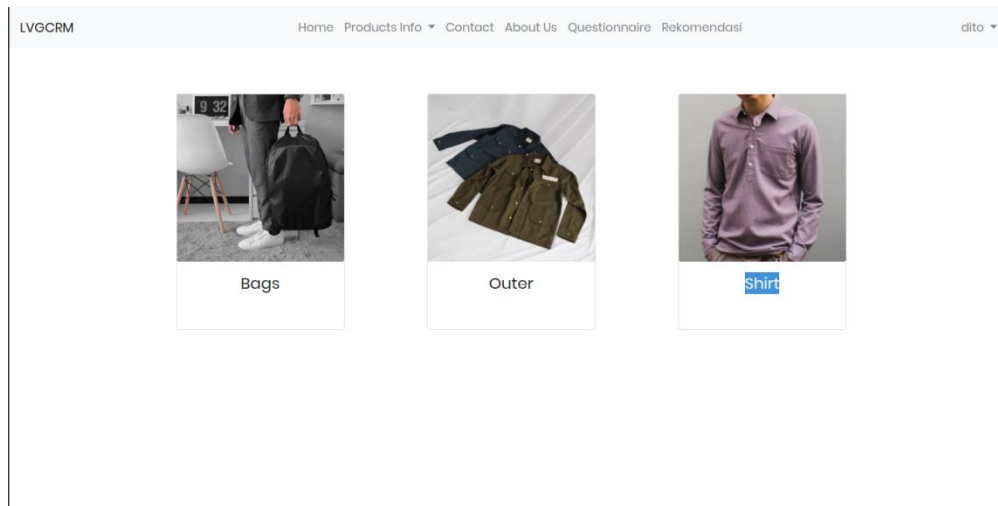 LVGCRM Home Products Info Contact About Us Questionnaire Rekomendasi dito
9 32
Bags Outer Shirt